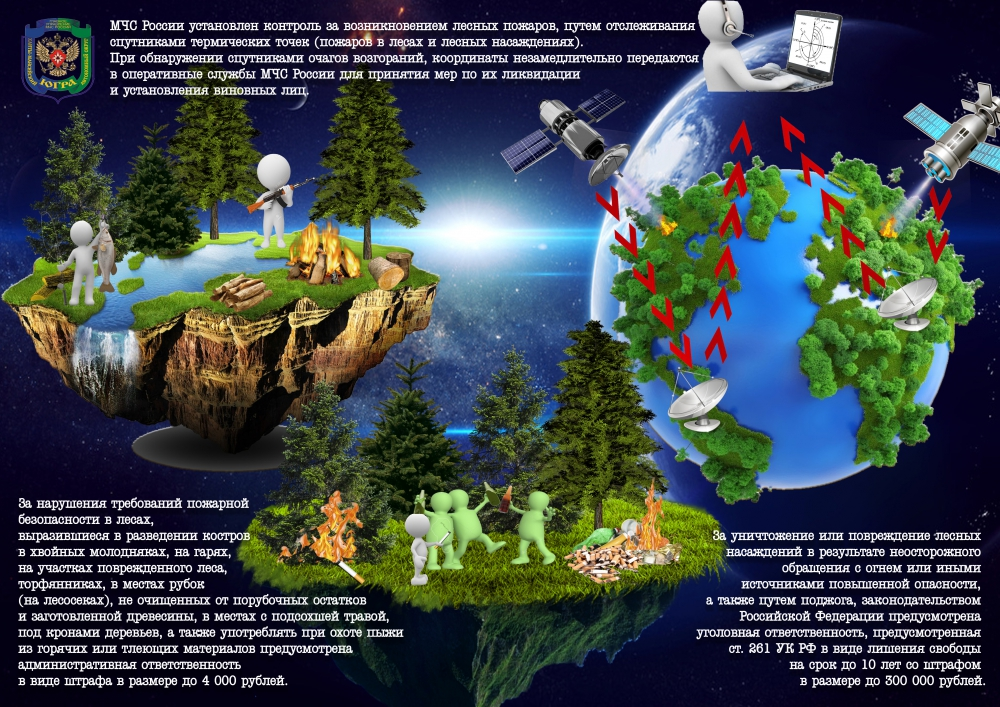 МЧС России установлен контроль за возникновением лесных пожаров, путем отслеживания
спутниками термических точек (пожаров в лесах и лесных насаждениях).
При обнаружении спутниками очагов возгораний, координаты незамедлительно передаются
в оперативные службы МЧС России для принятия мер по их ликвидации
и установления виновных лиц.
ЮГРА
За нарушения требований пожарной
безопасности в лесах,
выразившиеся в разведении костров
в хвойных молодняках, на гарях,
на участках поврежденного леса,
торфянниках, в местах рубок
(на лесосеках), не очищенных от порубочных остатков
и заготовленной древесины, в местах с подсохшей травой,
под кронами деревьев, а также употреблять при охоте пыжи
из горячих или тлеющих материалов предусмотрена
административная ответственность
в виде штрафа в размере до 4 000 рублей.
За уничтожение или повреждение лесных
насаждений в результате неосторожного
обращения с огнем или иными
источниками повышенной опасности,
а также путем поджога, законодательством
Российской Федерации предусмотрена
уголовная ответственность, предусмотренная
ст. 261 УК РФ в виде лишения свободы
на срок до 10 лет со штрафом
в размере до 300 000 рублей.